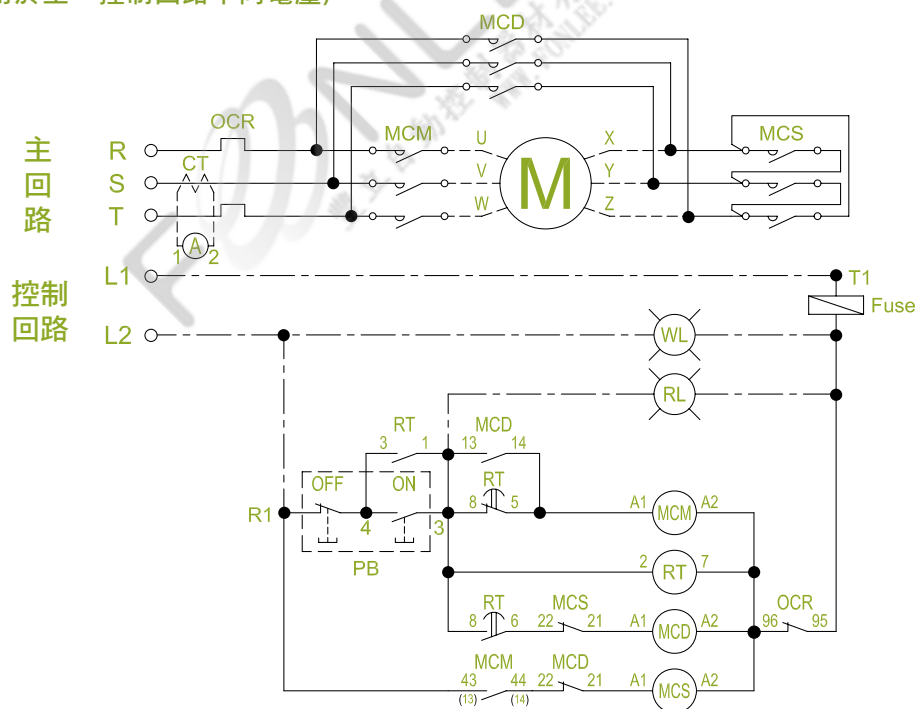 MCD
OCR
MCM
MCS
主回路
R
S
T
CT
U
V
W
M
X
Y
Z
1 A 2
控制
回路
L1
L2
T1
Fuse
WL
RL
RT
3 1
MCD
13 14
OFF ON
RT
8 5
R1
4 3
PB
A1 MCM A2
2 RT 7
RT
8 6
MCS
22 21
A1 MCD A2
OCR
96 95
MCM
43 44
(13) (14)
MCD
22 21
A1 MCS A2